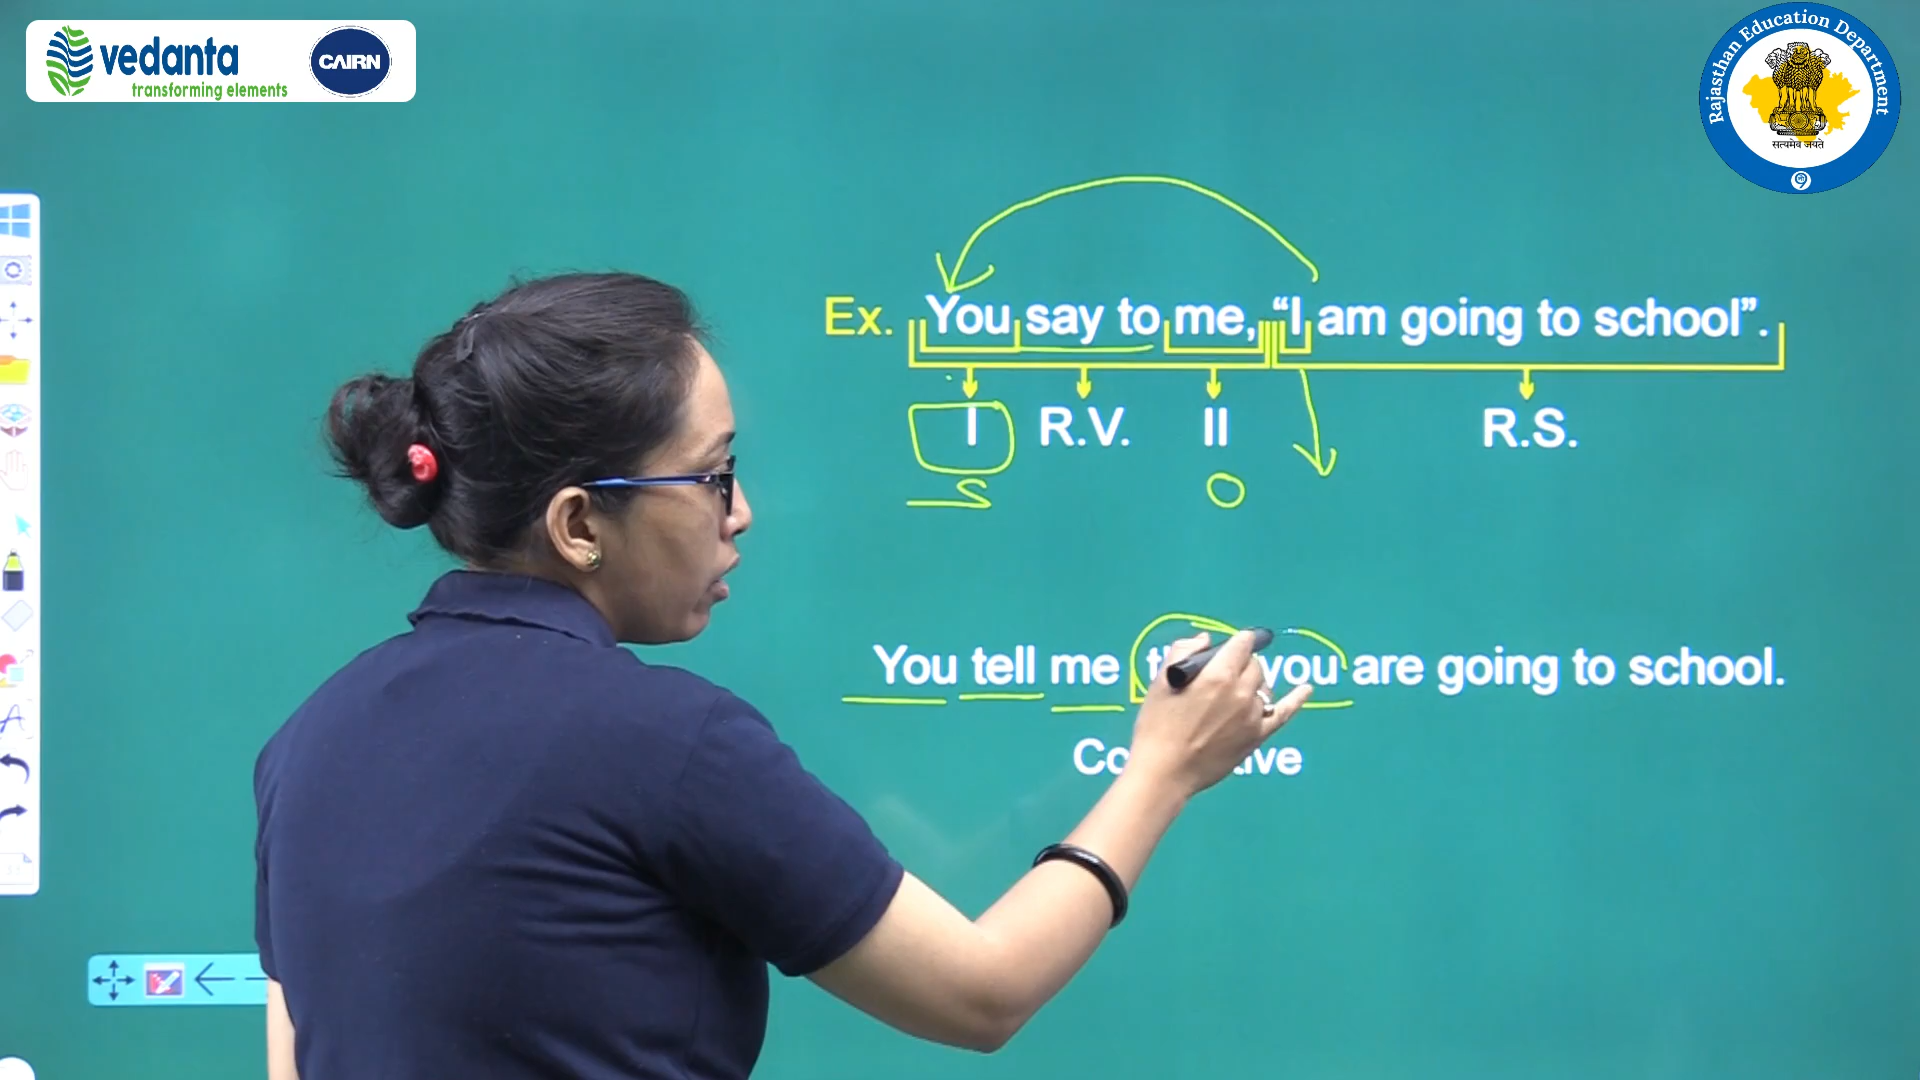 vedanta
transforming elements
CAIRN
Rajasthan Education Department
सत्यमेव जयते
Ex. You say to me, “I am going to school”.
I R.V. II R.S.
S O
You tell me you are going to school.